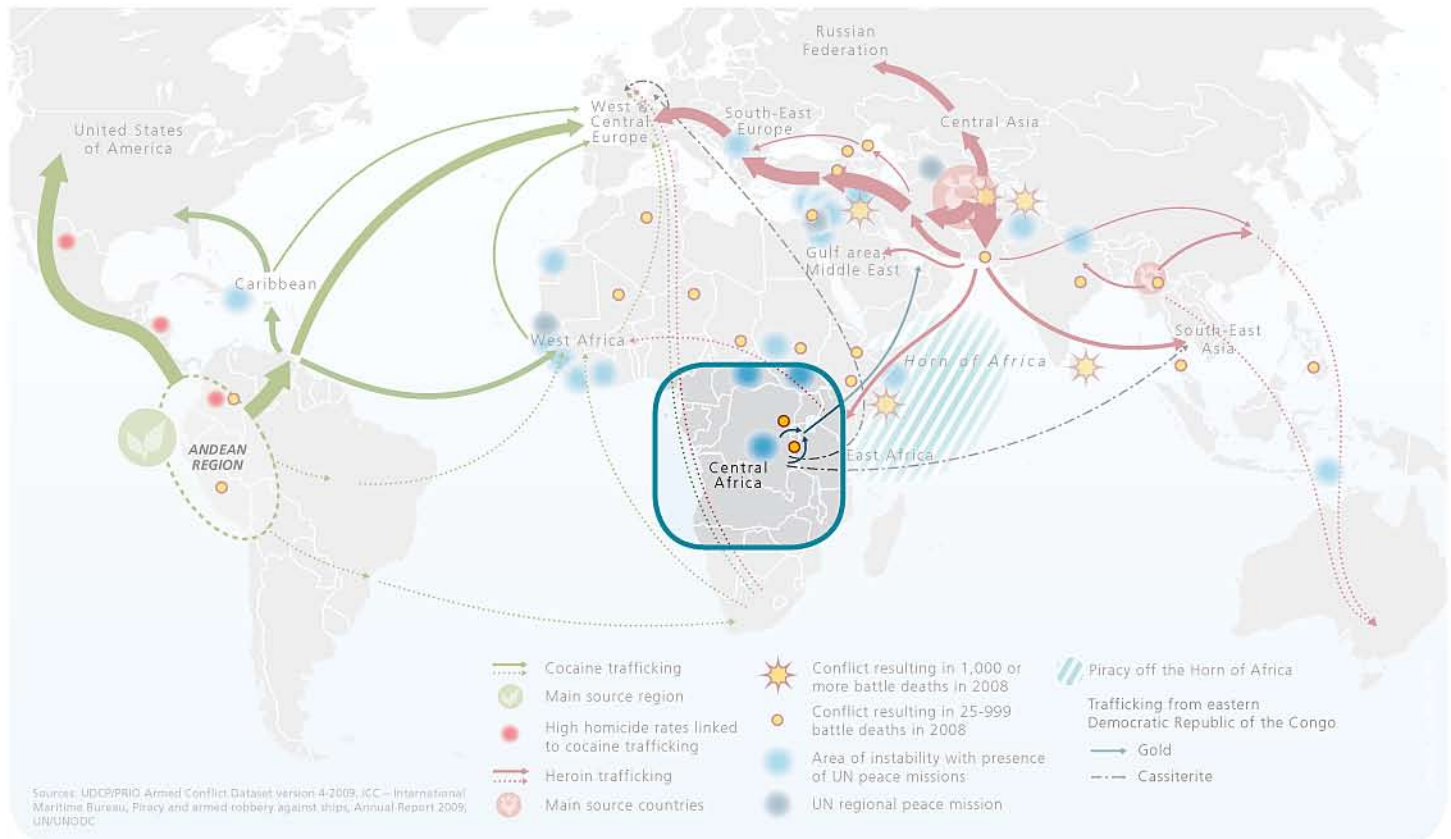 Russian
Federation
United States
of America
West &
Central
Europe
South-East
Europe
Central Asia
Gulf area,
Middle East
Caribbean
West Africa
South-East
Asia
Horn of Africa
ANDEAN
REGION
East Africa
Central
Africa
Cocaine trafficking
Main source region
High homicide rates linked
to cocaine trafficking
Heroin trafficking
Main source countries
Conflict resulting in 1,000 or
more battle deaths in 2008
Conflict resulting in 25-999
battle deaths in 2008
Area of instability with presence
of UN peace missions
UN regional peace mission
Piracy off the Horn of Africa
Trafficking from eastern
Democratic Republic of the Congo
Gold
Cassiterite
Sources: UDCP/PRIO Armed Conflict Dataset version 4-2009, ICC – International
Maritime Bureau, Piracy and armed robbery against ships, Annual Report 2009,
UN/UNODC